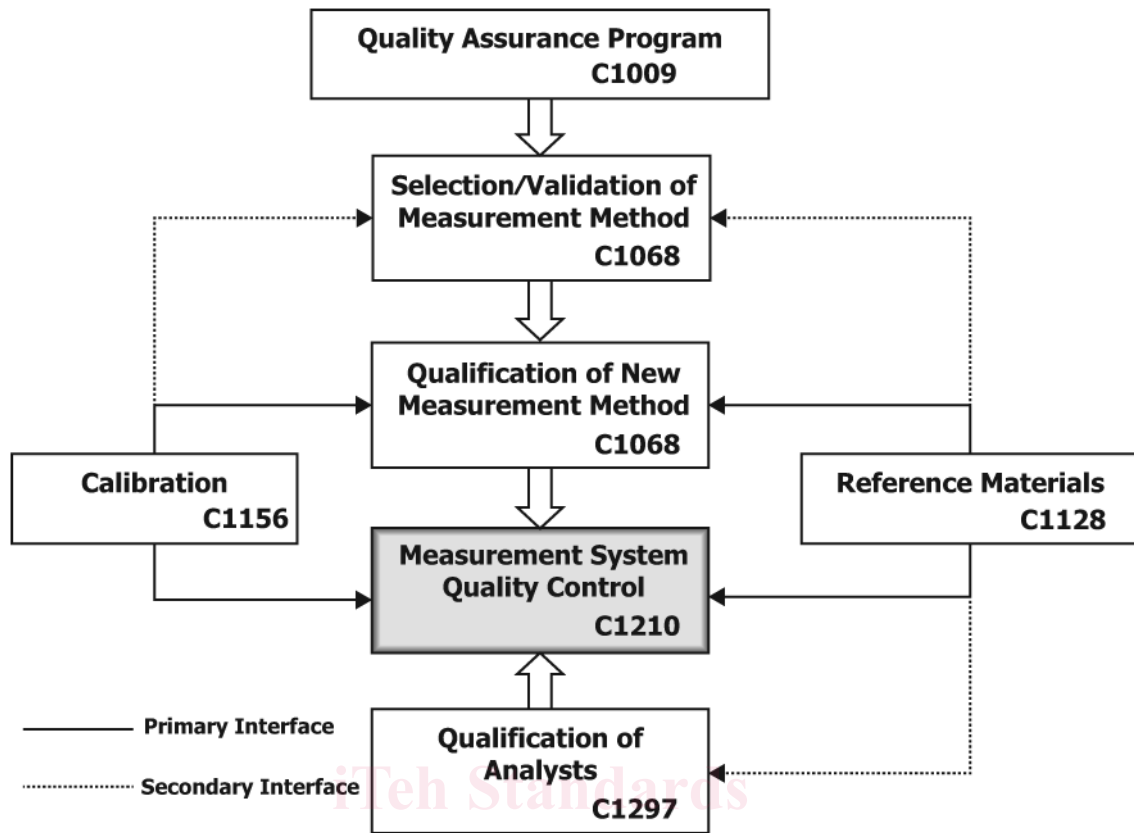 Quality Assurance Program
C1009
Selection/Validation of
Measurement Method
C1068
Qualification of New
Measurement Method
C1068
Calibration
C1156
Reference Materials
C1128
Measurement System
Quality Control
C1210
Primary Interface
Secondary Interface
Qualification of
Analysts
C1297
iTeh Standards